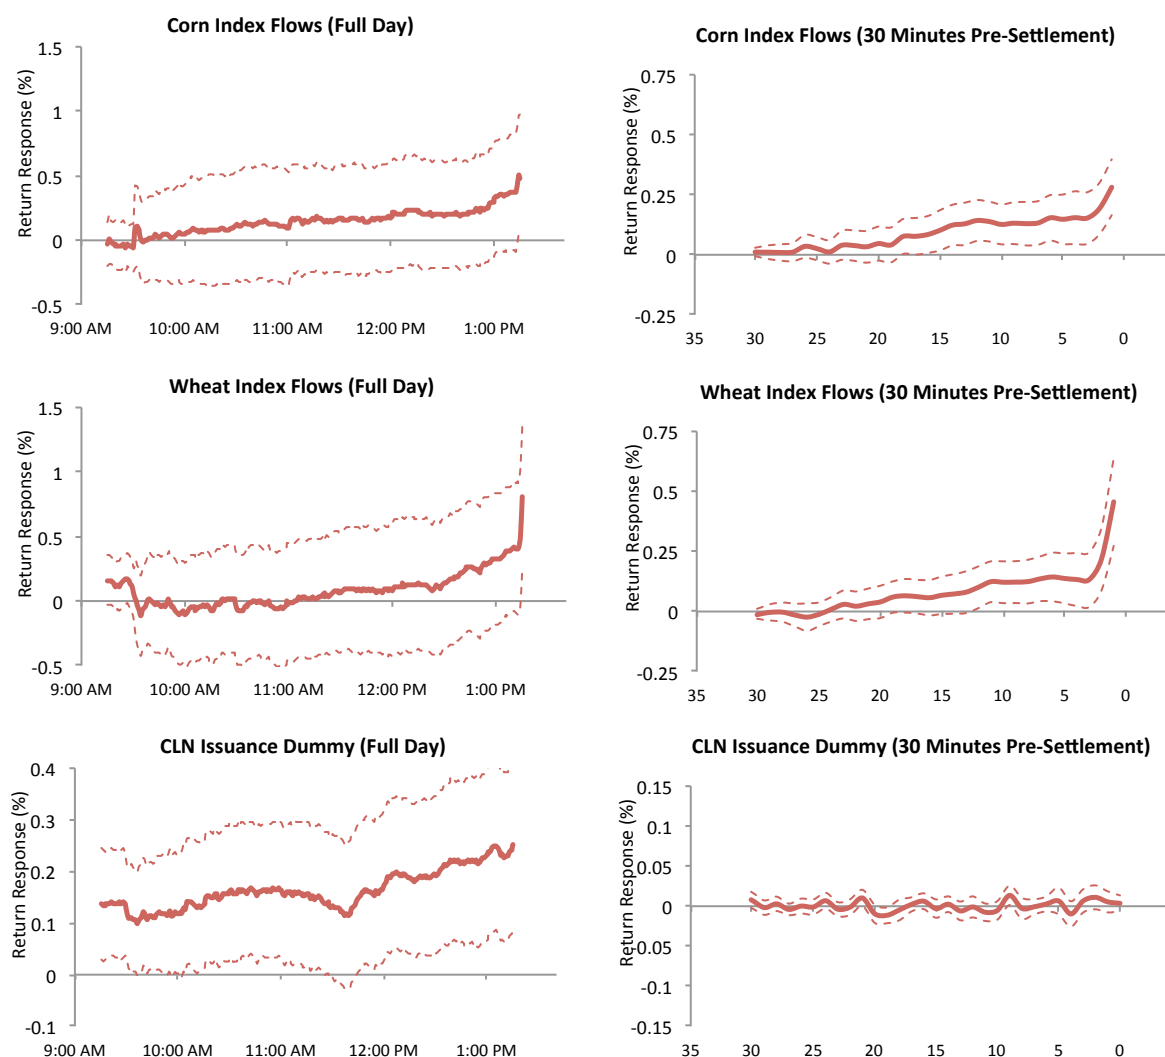 Corn Index Flows (Full Day)
Return Response (%)
1.5
1
0.5
0
-0.5
9:00 AM 10:00 AM 11:00 AM 12:00 PM 1:00 PM
Corn Index Flows (30 Minutes Pre-Settlement)
Return Response (%)
0.75
0.5
0.25
0
-0.25
35 30 25 20 15 10 5 0
Wheat Index Flows (Full Day)
Return Response (%)
1.5
1
0.5
0
-0.5
9:00 AM 10:00 AM 11:00 AM 12:00 PM 1:00 PM
Wheat Index Flows (30 Minutes Pre-Settlement)
Return Response (%)
0.75
0.5
0.25
0
-0.25
35 30 25 20 15 10 5 0
CLN Issuance Dummy (Full Day)
Return Response (%)
0.4
0.3
0.2
0.1
0
-0.1
9:00 AM 10:00 AM 11:00 AM 12:00 PM 1:00 PM
CLN Issuance Dummy (30 Minutes Pre-Settlement)
Return Response (%)
0.15
0.1
0.05
0
-0.05
-0.1
-0.15
35 30 25 20 15 10 5 0